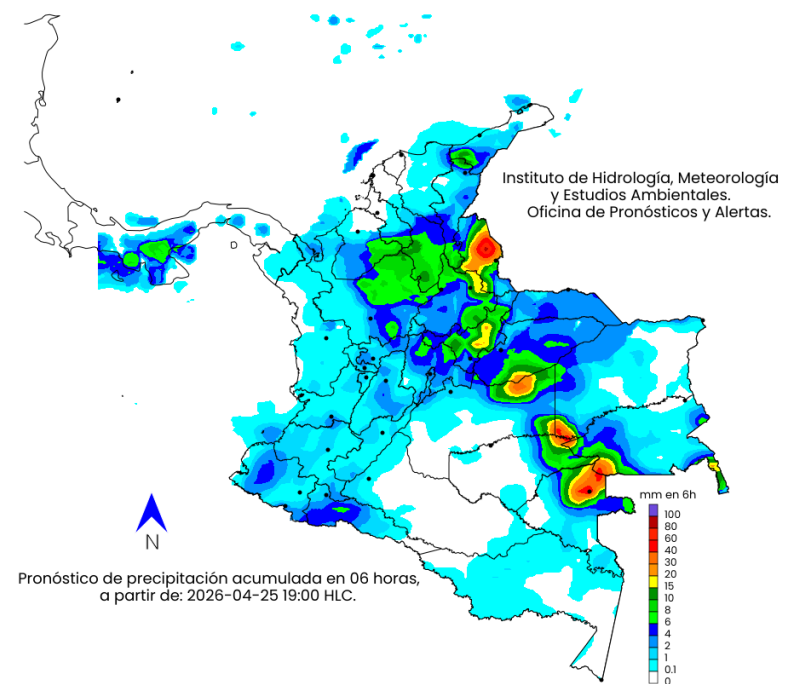 Instituto de Hidrología, Meteorología
y Estudios Ambientales.
Oficina de Pronósticos y Alertas.
N
Pronóstico de precipitación acumulada en 06 horas,
a partir de: 2026-04-25 19:00 HLC.
mm en 6h
100
80
60
40
30
20
15
10
8
6
4
2
1
0.1
0